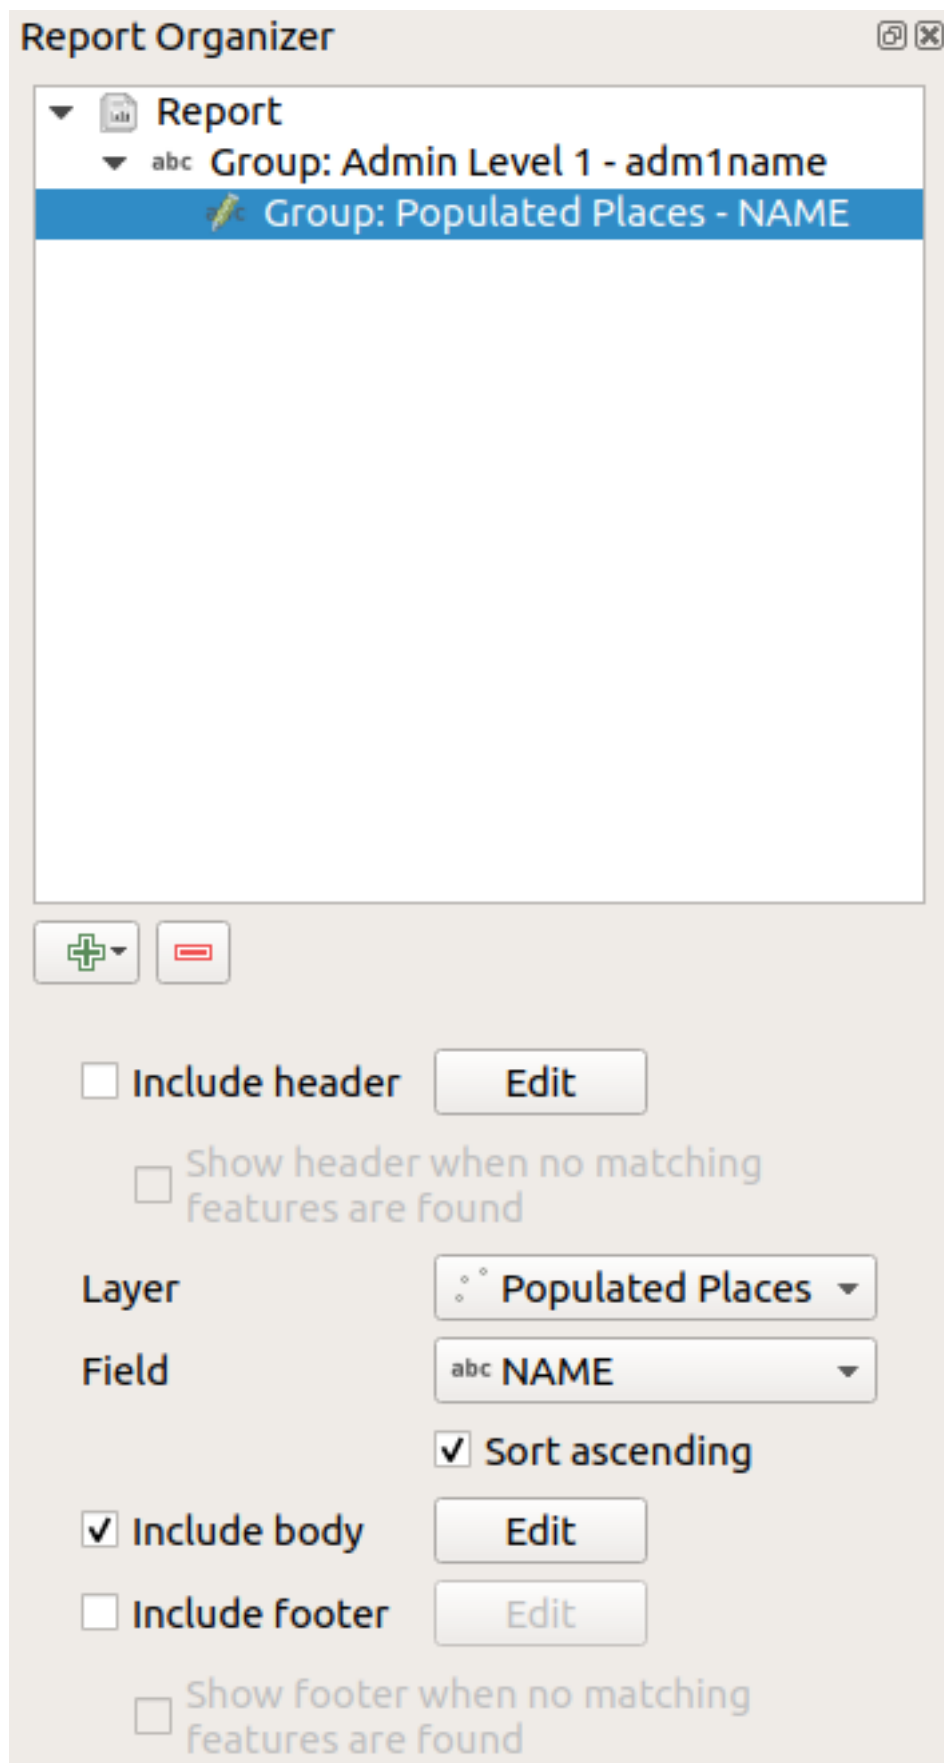 Report Organizer
Report
abc Group: Admin Level 1 - adm1name
Group: Populated Places - NAME
Include header Edit
Show header when no matching
features are found
Layer Populated Places
Field abc NAME
Sort ascending
Include body Edit
Include footer Edit
Show footer when no matching
features are found